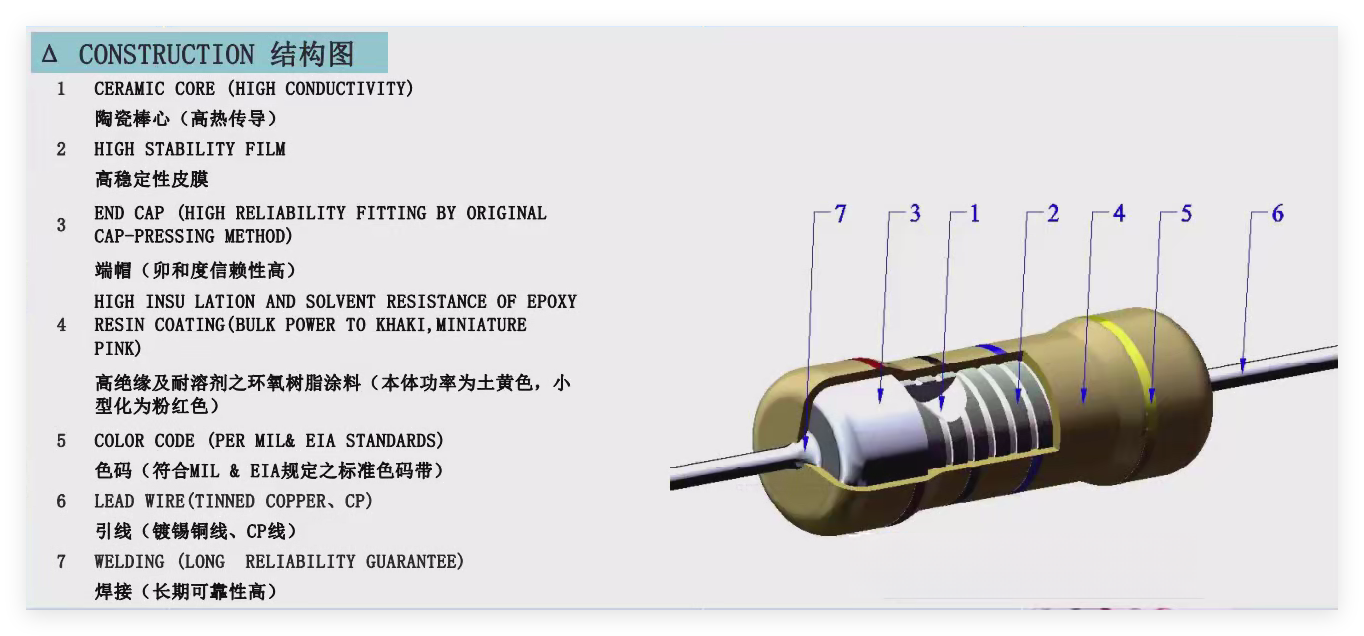 Δ CONSTRUCTION 结构图
1 CERAMIC CORE (HIGH CONDUCTIVITY)
陶瓷棒心（高热传导）
2 HIGH STABILITY FILM
高稳定性皮膜
3 END CAP (HIGH RELIABILITY FITTING BY ORIGINAL
CAP-PRESSING METHOD)
端帽（卯和度信赖性高）
4 HIGH INSU LATION AND SOLVENT RESISTANCE OF EPOXY
RESIN COATING(BULK POWER TO KHAKI,MINIATURE
PINK)
高绝缘及耐溶剂之环氧树脂涂料（本体功率为土黄色，小
型化为粉红色）
5 COLOR CODE (PER MIL& EIA STANDARDS)
色码（符合MIL & EIA规定之标准色码带）
6 LEAD WIRE(TINNED COPPER、CP)
引线（镀锡铜线、CP线）
7 WELDING (LONG  RELIABILITY GUARANTEE)
焊接（长期可靠性高）
7 3 1 2 4 5 6